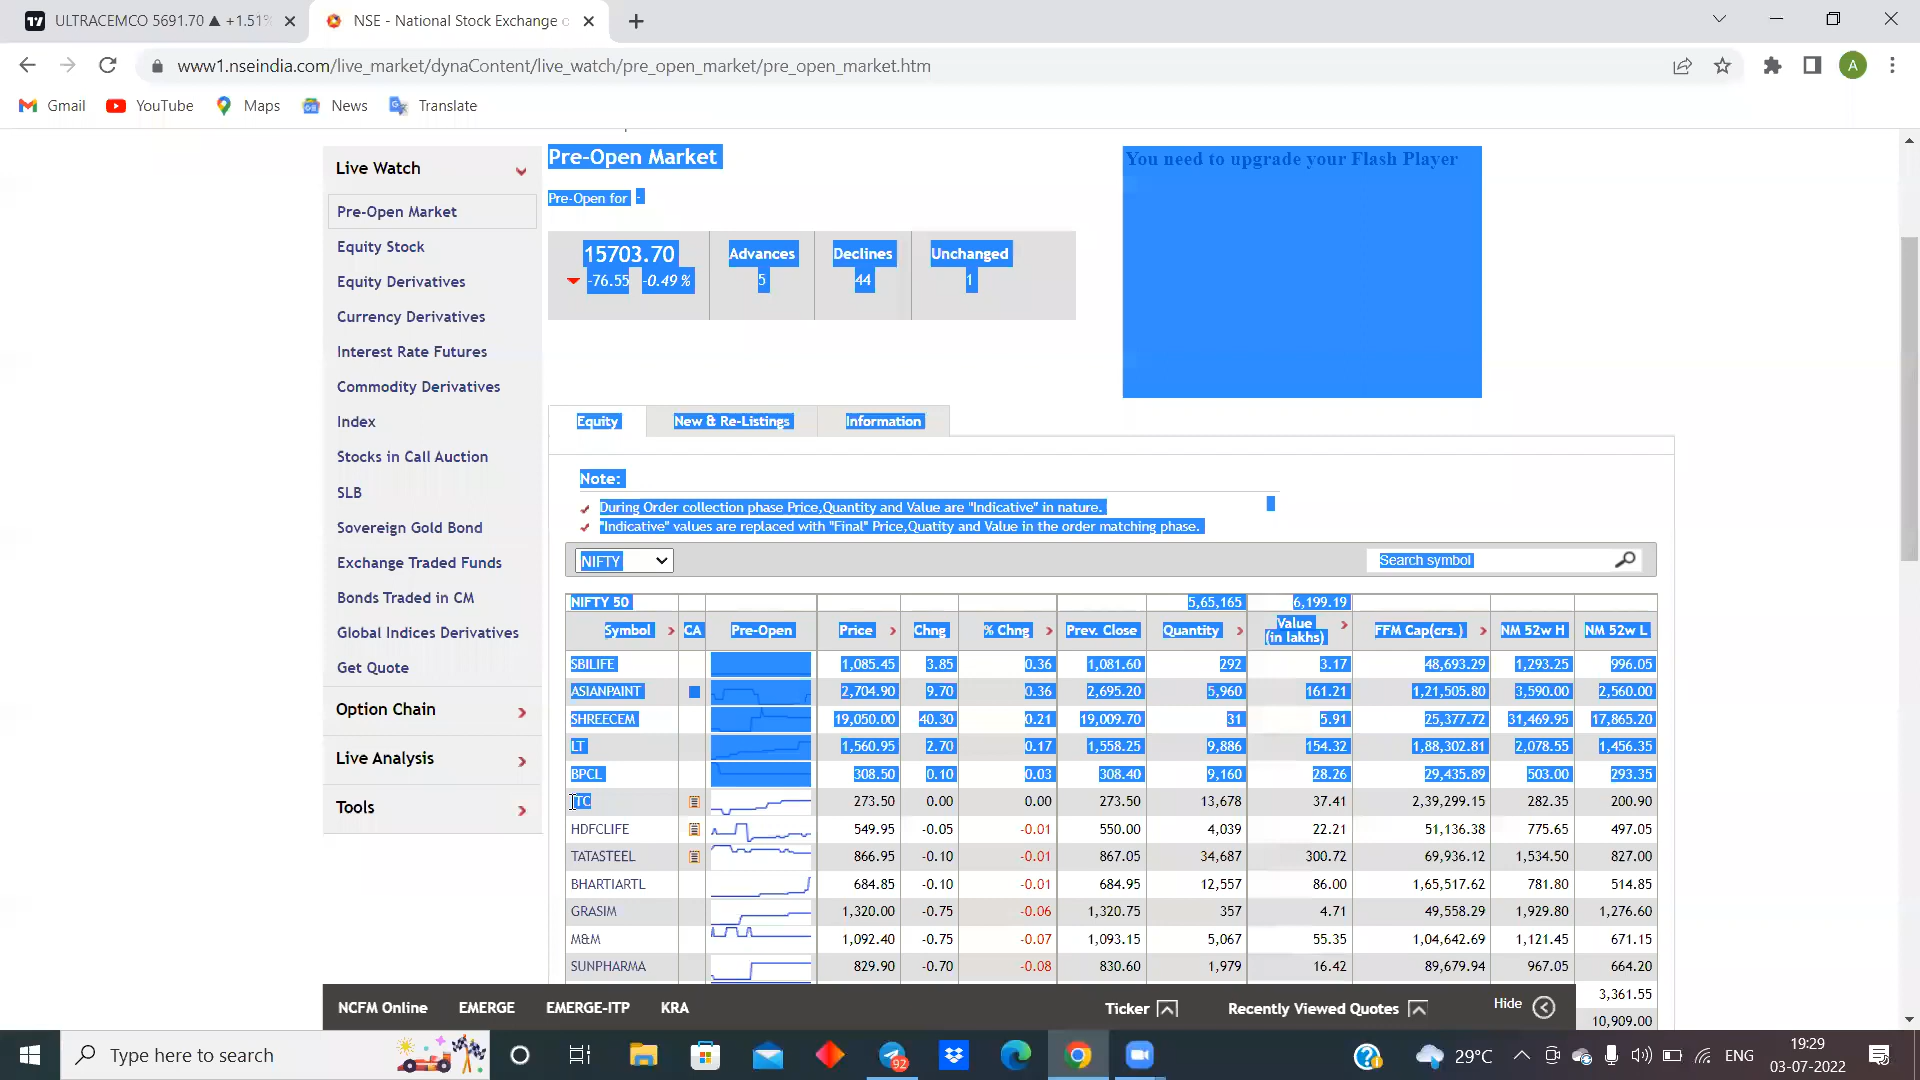 ULTRACEMCO 5691.70 ▲ +1.51%
NSE - National Stock Exchange o
www1.nseindia.com/live_market/dynaContent/live_watch/pre_open_market/pre_open_market.htm
A
Gmail YouTube Maps News Translate
Live Watch
Pre-Open Market
Equity Stock
Equity Derivatives
Currency Derivatives
Interest Rate Futures
Commodity Derivatives
Index
Stocks in Call Auction
SLB
Sovereign Gold Bond
Exchange Traded Funds
Bonds Traded in CM
Global Indices Derivatives
Get Quote
Option Chain
Live Analysis
Tools
Pre-Open Market
Pre-Open for -
15703.70 Advances Declines Unchanged
-76.55 -0.49 % 5 44 1
You need to upgrade your Flash Player
Equity New & Re-Listings Information
Note:
During Order collection phase Price,Quantity and Value are "Indicative" in nature.
"Indicative" values are replaced with "Final" Price,Quatity and Value in the order matching phase.
NIFTY Search symbol
NIFTY 50 5,65,165 6,199.19
Symbol CA Pre-Open Price Chng % Chng Prev. Close Quantity Value (in lakhs) FFM Cap(crs.) NM 52w H NM 52w L
SBILIFE 1,085.45 3.85 0.36 1,081.60 292 3.17 48,693.29 1,293.25 996.05
ASIANPAINT 2,704.90 9.70 0.36 2,695.20 5,960 161.21 1,21,505.80 3,590.00 2,560.00
SHREECEM 19,050.00 40.30 0.21 19,009.70 31 5.91 25,377.72 31,469.95 17,865.20
LT 1,560.95 2.70 0.17 1,558.25 9,886 154.32 1,88,302.81 2,078.55 1,456.35
BPCL 308.50 0.10 0.03 308.40 9,160 28.26 29,435.89 503.00 293.35
ITC 273.50 0.00 0.00 273.50 13,678 37.41 2,39,299.15 282.35 200.90
HDFCLIFE 549.95 -0.05 -0.01 550.00 4,039 22.21 51,136.38 775.65 497.05
TATASTEEL 866.95 -0.10 -0.01 867.05 34,687 300.72 69,936.12 1,534.50 827.00
BHARTIARTL 684.85 -0.10 -0.01 684.95 12,557 86.00 1,65,517.62 781.80 514.85
GRASIM 1,320.00 -0.75 -0.06 1,320.75 357 4.71 49,558.29 1,929.80 1,276.60
M&M 1,092.40 -0.75 -0.07 1,093.15 5,067 55.35 1,04,642.69 1,121.45 671.15
SUNPHARMA 829.90 -0.70 -0.08 830.60 1,979 16.42 89,679.94 967.05 664.20
3,361.55
10,909.00
NCFM Online EMERGE EMERGE-ITP KRA Ticker Recently Viewed Quotes Hide
Type here to search
92
29°C ENG
19:29
03-07-2022